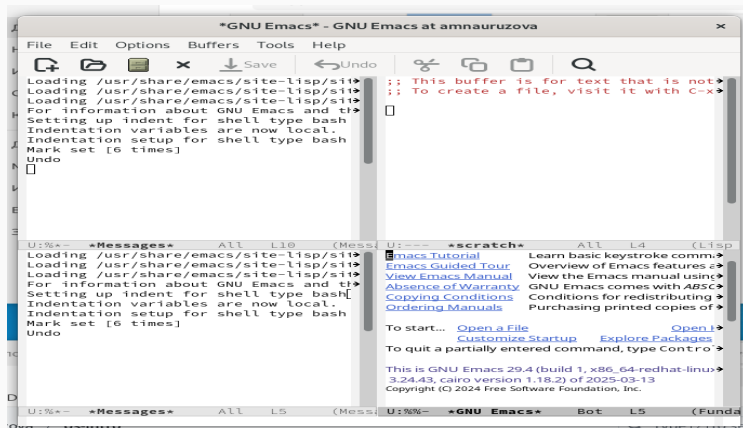 *GNU Emacs* - GNU Emacs at amnauruzova
File Edit Options Buffers Tools Help
Save Undo
Loading /usr/share/emacs/site-lisp/sit
Loading /usr/share/emacs/site-lisp/sit
Loading /usr/share/emacs/site-lisp/sit
For information about GNU Emacs and th
Setting up indent for shell type bash
Indentation variables are now local.
Indentation setup for shell type bash
Mark set [6 times]
Undo
U:%*- *Messages* All L10 (Messa
;; This buffer is for text that is not
;; To create a file, visit it with C-x
U:--- *scratch* All L4 (Lisp
Loading /usr/share/emacs/site-lisp/sit
Loading /usr/share/emacs/site-lisp/sit
Loading /usr/share/emacs/site-lisp/sit
For information about GNU Emacs and th
Setting up indent for shell type bash
Indentation variables are now local.
Indentation setup for shell type bash
Mark set [6 times]
Undo
U:%*- *Messages* All L5 (Messa
Emacs Tutorial Learn basic keystroke comm
Emacs Guided Tour Overview of Emacs features a
View Emacs Manual View the Emacs manual using
Absence of Warranty GNU Emacs comes with ABSO
Copying Conditions Conditions for redistributing
Ordering Manuals Purchasing printed copies of
To start... Open a File Open H
Customize Startup Explore Packages
To quit a partially entered command, type Contro
This is GNU Emacs 29.4 (build 1, x86_64-redhat-linux
3.24.43, cairo version 1.18.2) of 2025-03-13
Copyright (C) 2024 Free Software Foundation, Inc.
U:%%- *GNU Emacs* Bot L5 (Funda